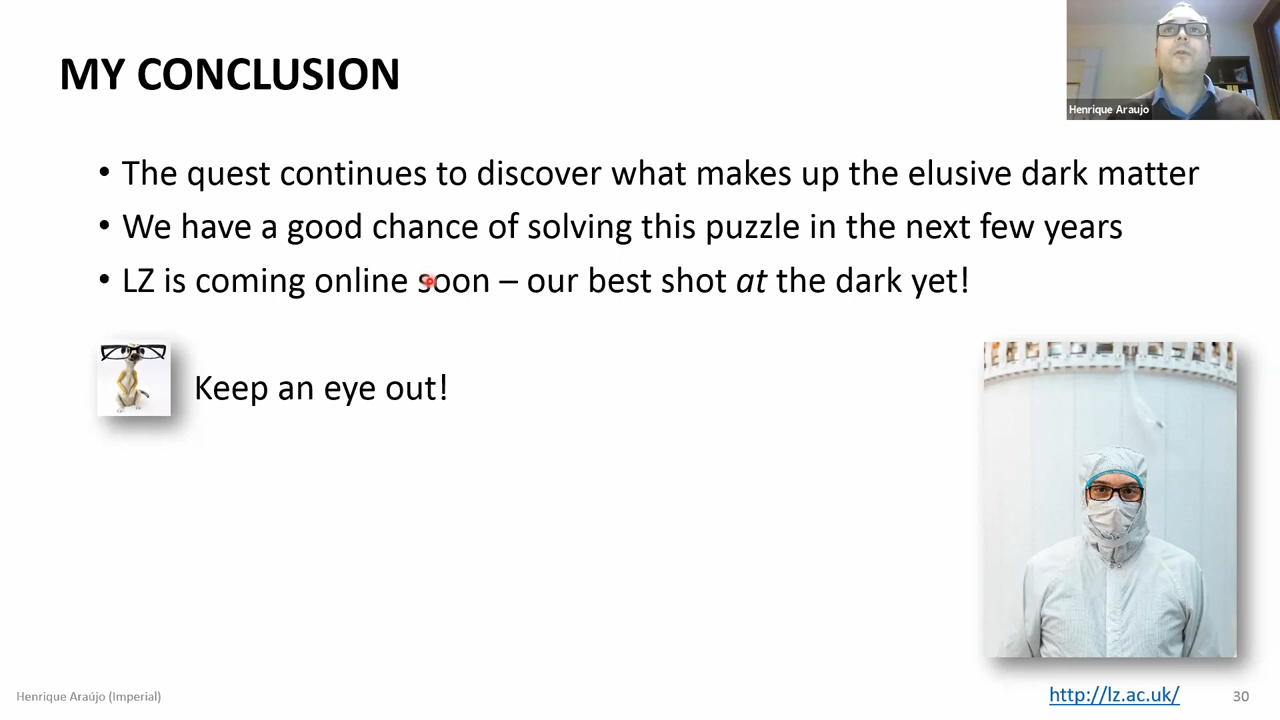 MY CONCLUSION
Henrique Araujo
• The quest continues to discover what makes up the elusive dark matter
• We have a good chance of solving this puzzle in the next few years
• LZ is coming online soon – our best shot at the dark yet!
Keep an eye out!
Henrique Araújo (Imperial)
http://lz.ac.uk/
30